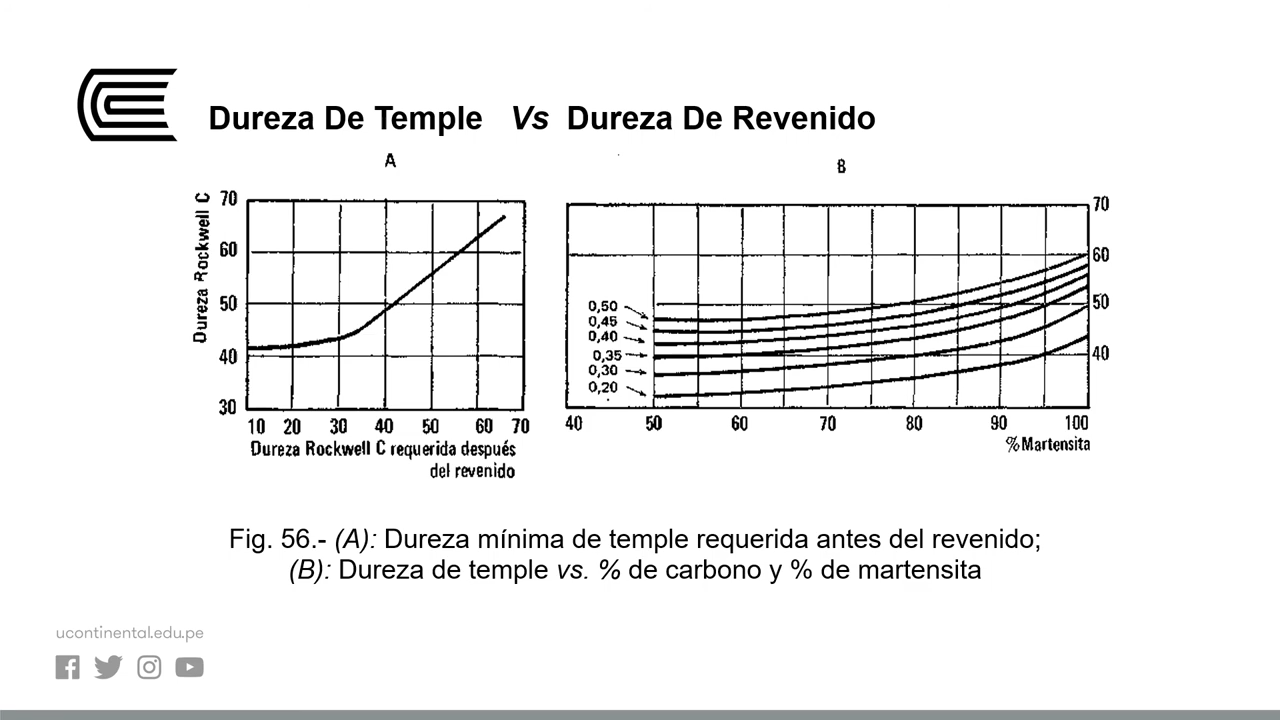 Dureza De Temple Vs Dureza De Revenido
A
Dureza Rockwell C
70
60
50
40
30
10 20 30 40 50 60 70
Dureza Rockwell C requerida después
del revenido
B
70
60
50
40
0,50
0,45
0,40
0,35
0,30
0,20
40 50 60 70 80 90 100
% Martensita
Fig. 56.- (A): Dureza mínima de temple requerida antes del revenido;
(B): Dureza de temple vs. % de carbono y % de martensita
ucontinental.edu.pe